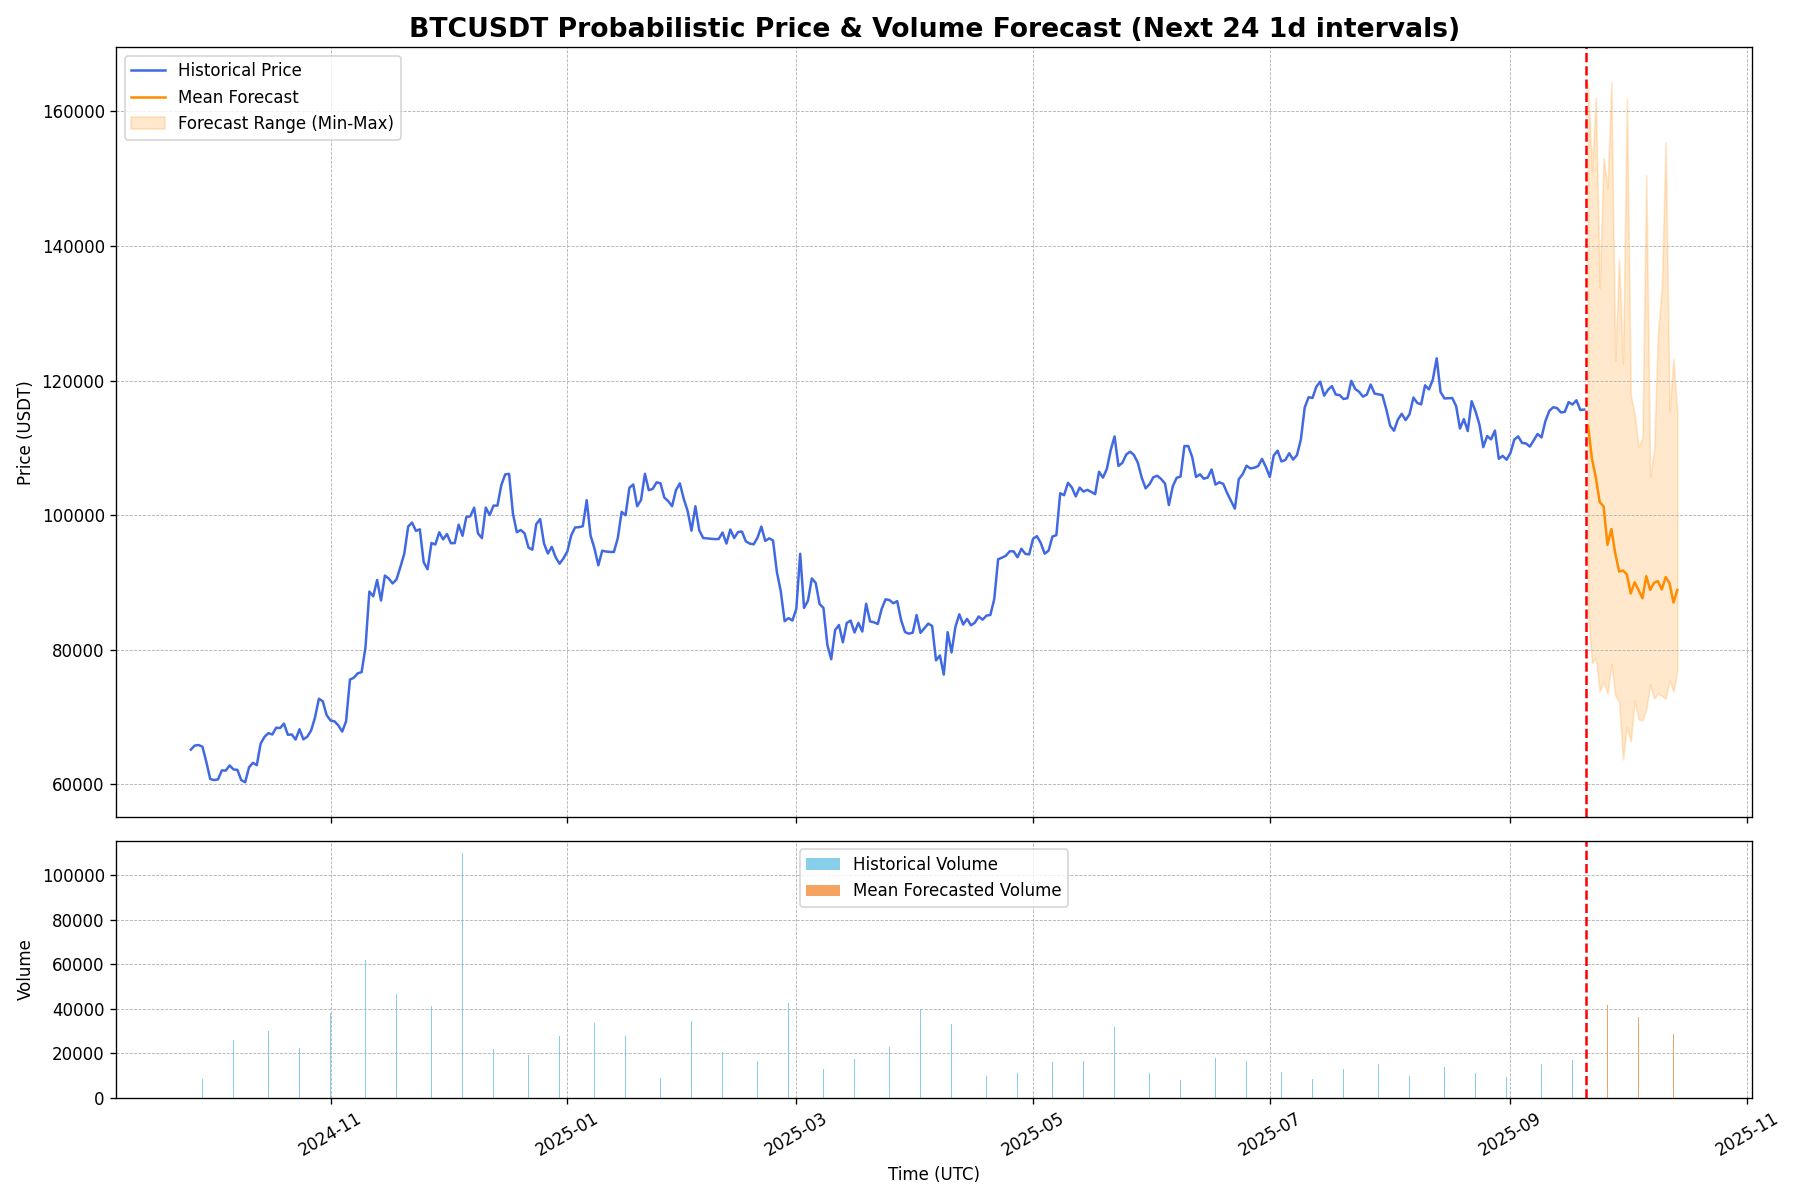 BTCUSDT Probabilistic Price & Volume Forecast (Next 24 1d intervals)
Historical Price
Mean Forecast
Forecast Range (Min-Max)
Price (USDT)
160000
140000
120000
100000
80000
60000
Historical Volume
Mean Forecasted Volume
Volume
100000
80000
60000
40000
20000
0
2024-11
2025-01
2025-03
2025-05
2025-07
2025-09
2025-11
Time (UTC)